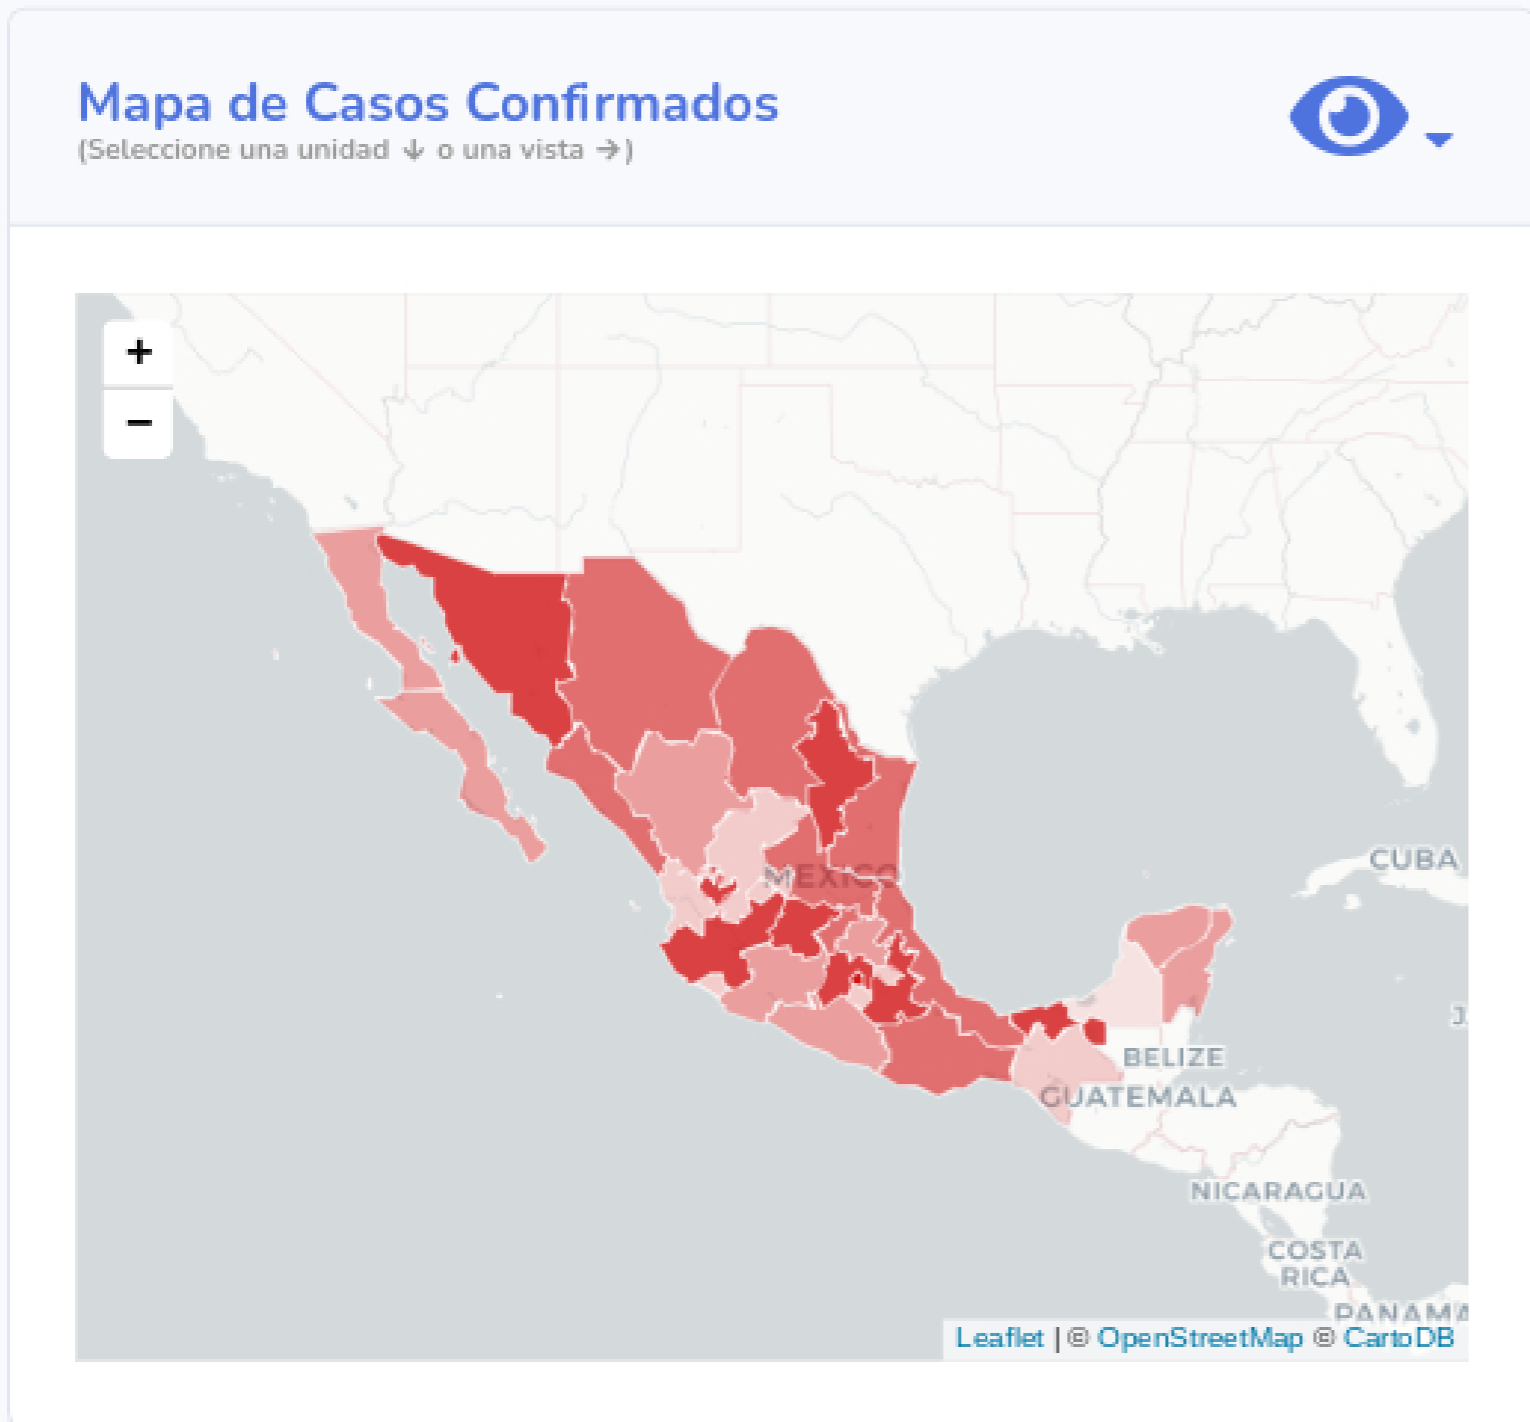 Mapa de Casos Confirmados
(Seleccione una unidad ↓ o una vista →)
+
−
MEXICO
CUBA
J
BELIZE
GUATEMALA
NICARAGUA
COSTA
RICA
PANAMA
Leaflet | © OpenStreetMap © CartoDB